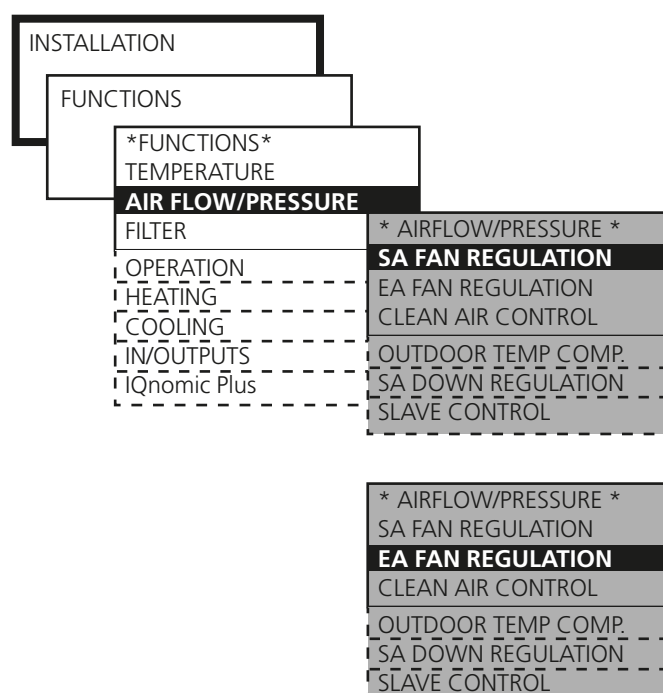 INSTALLATION
FUNCTIONS
*FUNCTIONS*
TEMPERATURE
AIR FLOW/PRESSURE
FILTER
OPERATION
HEATING
COOLING
IN/OUTPUTS
IQnomic Plus
* AIRFLOW/PRESSURE *
SA FAN REGULATION
EA FAN REGULATION
CLEAN AIR CONTROL
OUTDOOR TEMP COMP.
SA DOWN REGULATION
SLAVE CONTROL
* AIRFLOW/PRESSURE *
SA FAN REGULATION
EA FAN REGULATION
CLEAN AIR CONTROL
OUTDOOR TEMP COMP.
SA DOWN REGULATION
SLAVE CONTROL